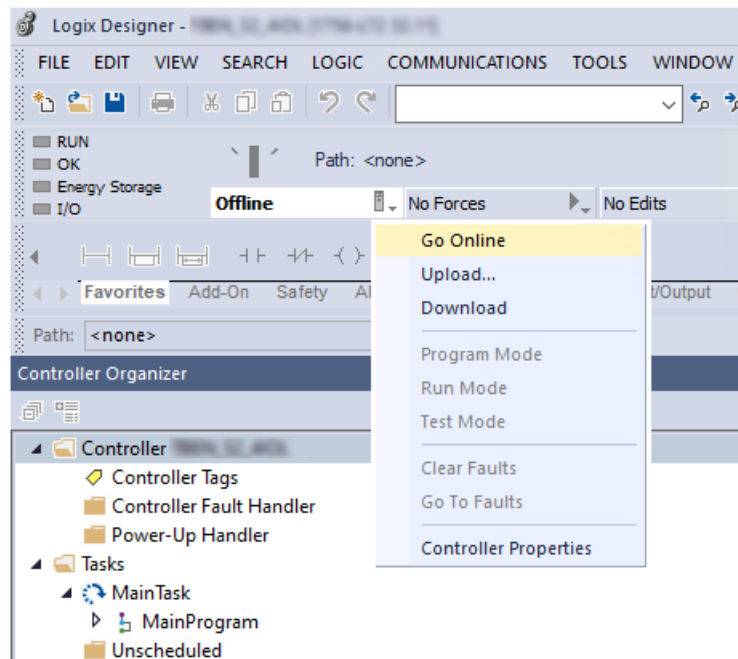 Logix Designer -
FILE EDIT VIEW SEARCH LOGIC COMMUNICATIONS TOOLS WINDOW
RUN
OK
Energy Storage
I/O
Path: <none>
Offline
No Forces
No Edits
Go Online
Upload...
Download
Program Mode
Run Mode
Test Mode
Clear Faults
Go To Faults
Controller Properties
Favorites Add-On Safety Al t/Output
Path: <none>
Controller Organizer
Controller
Controller Tags
Controller Fault Handler
Power-Up Handler
Tasks
MainTask
MainProgram
Unscheduled